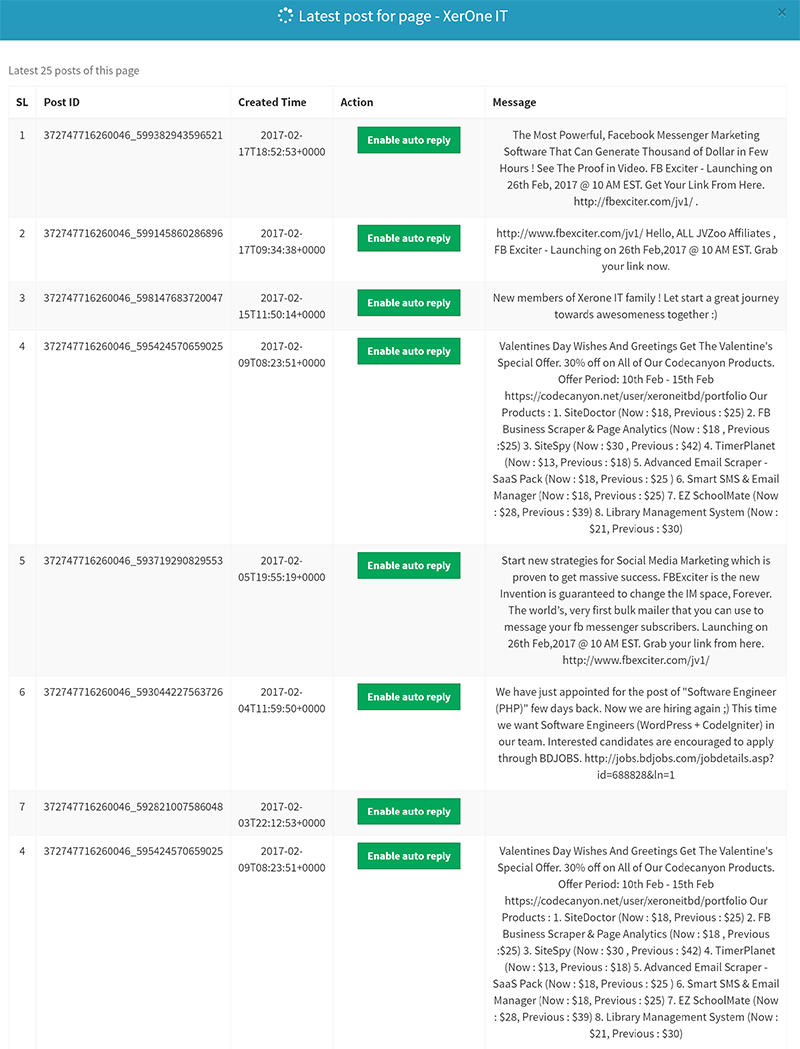 Latest post for page - XerOne IT
×
Latest 25 posts of this page
SL Post ID Created Time Action Message
1 372747716260046_599382943596521 2017-02-
17T18:52:53+0000
Enable auto reply
The Most Powerful, Facebook Messenger Marketing
Software That Can Generate Thousand of Dollar in Few
Hours ! See The Proof in Video. FB Exciter - Launching on
26th Feb, 2017 @ 10 AM EST. Get Your Link From Here.
http://fbexciter.com/jv1/ .
2 372747716260046_599145860286896 2017-02-
17T09:34:38+0000
Enable auto reply
http://www.fbexciter.com/jv1/ Hello, ALL JVZoo Affiliates ,
FB Exciter - Launching on 26th Feb,2017 @ 10 AM EST. Grab
your link now.
3 372747716260046_598147683720047 2017-02-
15T11:50:14+0000
Enable auto reply
New members of Xerone IT family ! Let start a great journey
towards awesomeness together :)
4 372747716260046_595424570659025 2017-02-
09T08:23:51+0000
Enable auto reply
Valentines Day Wishes And Greetings Get The Valentine's
Special Offer. 30% off on All of Our Codecanyon Products.
Offer Period: 10th Feb - 15th Feb
https://codecanyon.net/user/xeroneitbd/portfolio Our
Products : 1. SiteDoctor (Now : $18, Previous : $25) 2. FB
Business Scraper & Page Analytics (Now : $18 , Previous
:$25) 3. SiteSpy (Now : $30 , Previous : $42) 4. TimerPlanet
(Now : $13, Previous : $18) 5. Advanced Email Scraper -
SaaS Pack (Now : $18, Previous : $25 ) 6. Smart SMS & Email
Manager (Now : $18, Previous : $25) 7. EZ SchoolMate (Now
: $28, Previous : $39) 8. Library Management System (Now :
$21, Previous : $30)
5 372747716260046_593719290829553 2017-02-
05T19:55:19+0000
Enable auto reply
Start new strategies for Social Media Marketing which is
proven to get massive success. FBExciter is the new
Invention is guaranteed to change the IM space, Forever.
The world's, very first bulk mailer that you can use to
message your fb messenger subscribers. Launching on
26th Feb,2017 @ 10 AM EST. Grab your link from here.
http://www.fbexciter.com/jv1/
6 372747716260046_593044227563726 2017-02-
04T11:59:50+0000
Enable auto reply
We have just appointed for the post of "Software Engineer
(PHP)" few days back. Now we are hiring again ;) This time
we want Software Engineers (WordPress + CodeIgniter) in
our team. Interested candidates are encouraged to apply
through BDJOBS. http://jobs.bdjobs.com/jobdetails.asp?
id=688828&ln=1
7 372747716260046_592821007586048 2017-02-
03T22:12:53+0000
Enable auto reply
4 372747716260046_595424570659025 2017-02-
09T08:23:51+0000
Enable auto reply
Valentines Day Wishes And Greetings Get The Valentine's
Special Offer. 30% off on All of Our Codecanyon Products.
Offer Period: 10th Feb - 15th Feb
https://codecanyon.net/user/xeroneitbd/portfolio Our
Products : 1. SiteDoctor (Now : $18, Previous : $25) 2. FB
Business Scraper & Page Analytics (Now : $18 , Previous
:$25) 3. SiteSpy (Now : $30 , Previous : $42) 4. TimerPlanet
(Now : $13, Previous : $18) 5. Advanced Email Scraper -
SaaS Pack (Now : $18, Previous : $25 ) 6. Smart SMS & Email
Manager (Now : $18, Previous : $25) 7. EZ SchoolMate (Now
: $28, Previous : $39) 8. Library Management System (Now :
$21, Previous : $30)